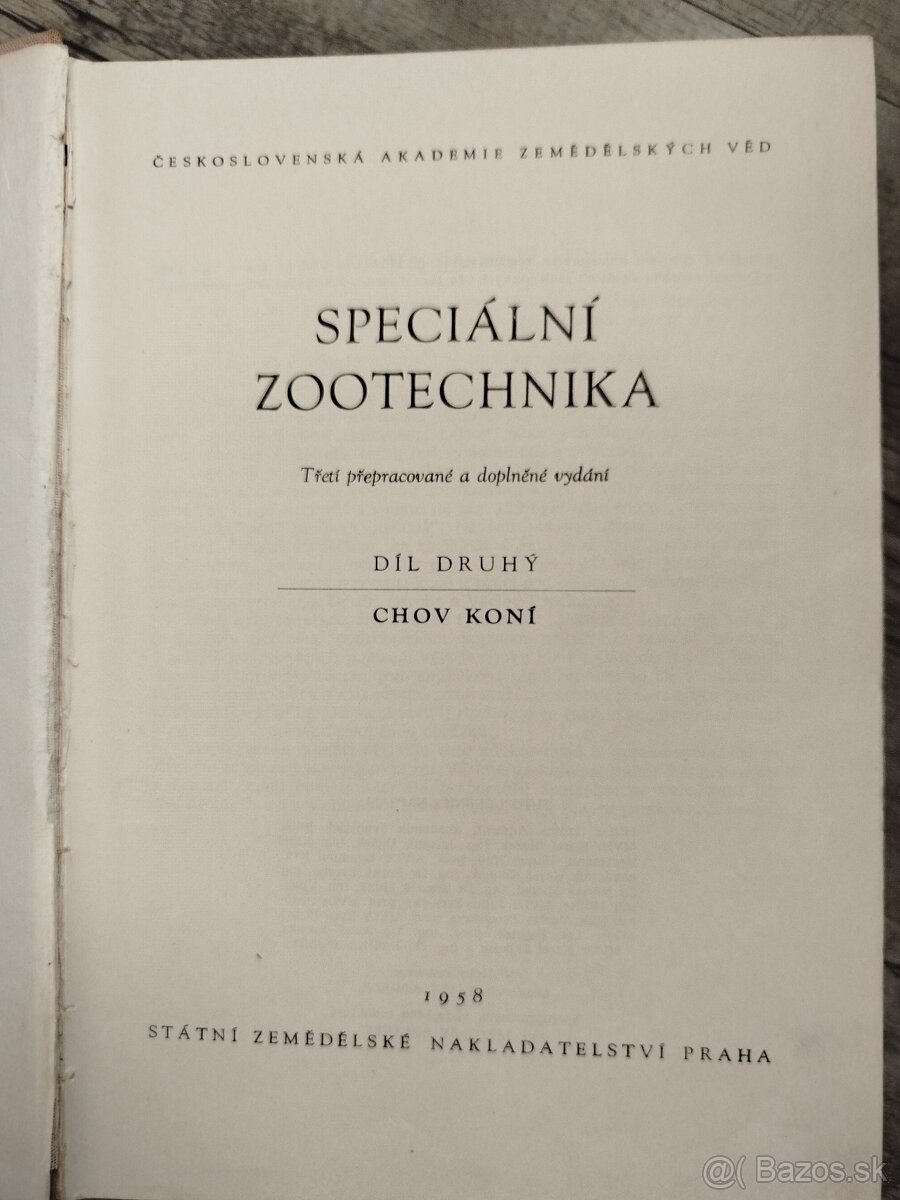 ČESKOSLOVENSKÁ AKADEMIE ZEMĚDĚLSKÝCH VĚD
SPECIÁLNÍ
ZOOTECHNIKA
Třetí přepracované a doplněné vydání
DÍL DRUHÝ
CHOV KONÍ
1958
STÁTNÍ ZEMĚDĚLSKÉ NAKLADATELSTVÍ PRAHA
@( Bazos.sk